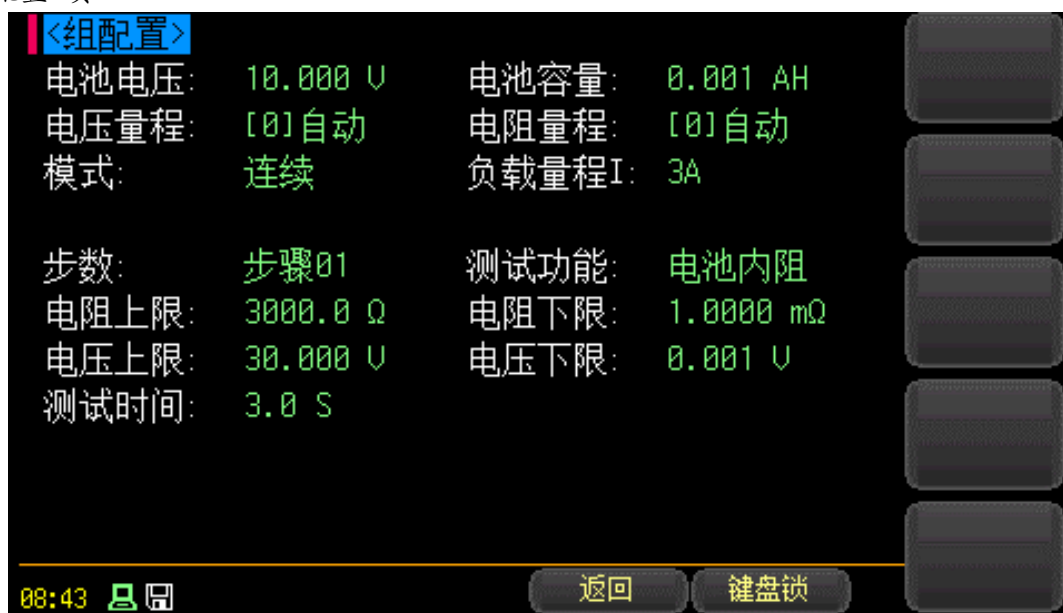 <组配置>
电池电压: 10.000 V 电池容量: 0.001 AH
电压量程: [0]自动 电阻量程: [0]自动
模式: 连续 负载量程I: 3A
步数: 步骤01 测试功能: 电池内阻
电阻上限: 3000.0 Ω 电阻下限: 1.0000 mΩ
电压上限: 30.000 V 电压下限: 0.001 V
测试时间: 3.0 S
08:43 返回 键盘锁